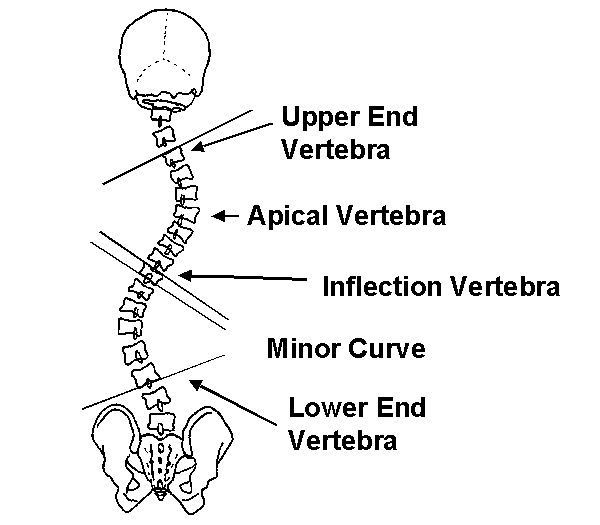 Upper End
Vertebra
Apical Vertebra
Inflection Vertebra
Minor Curve
Lower End
Vertebra